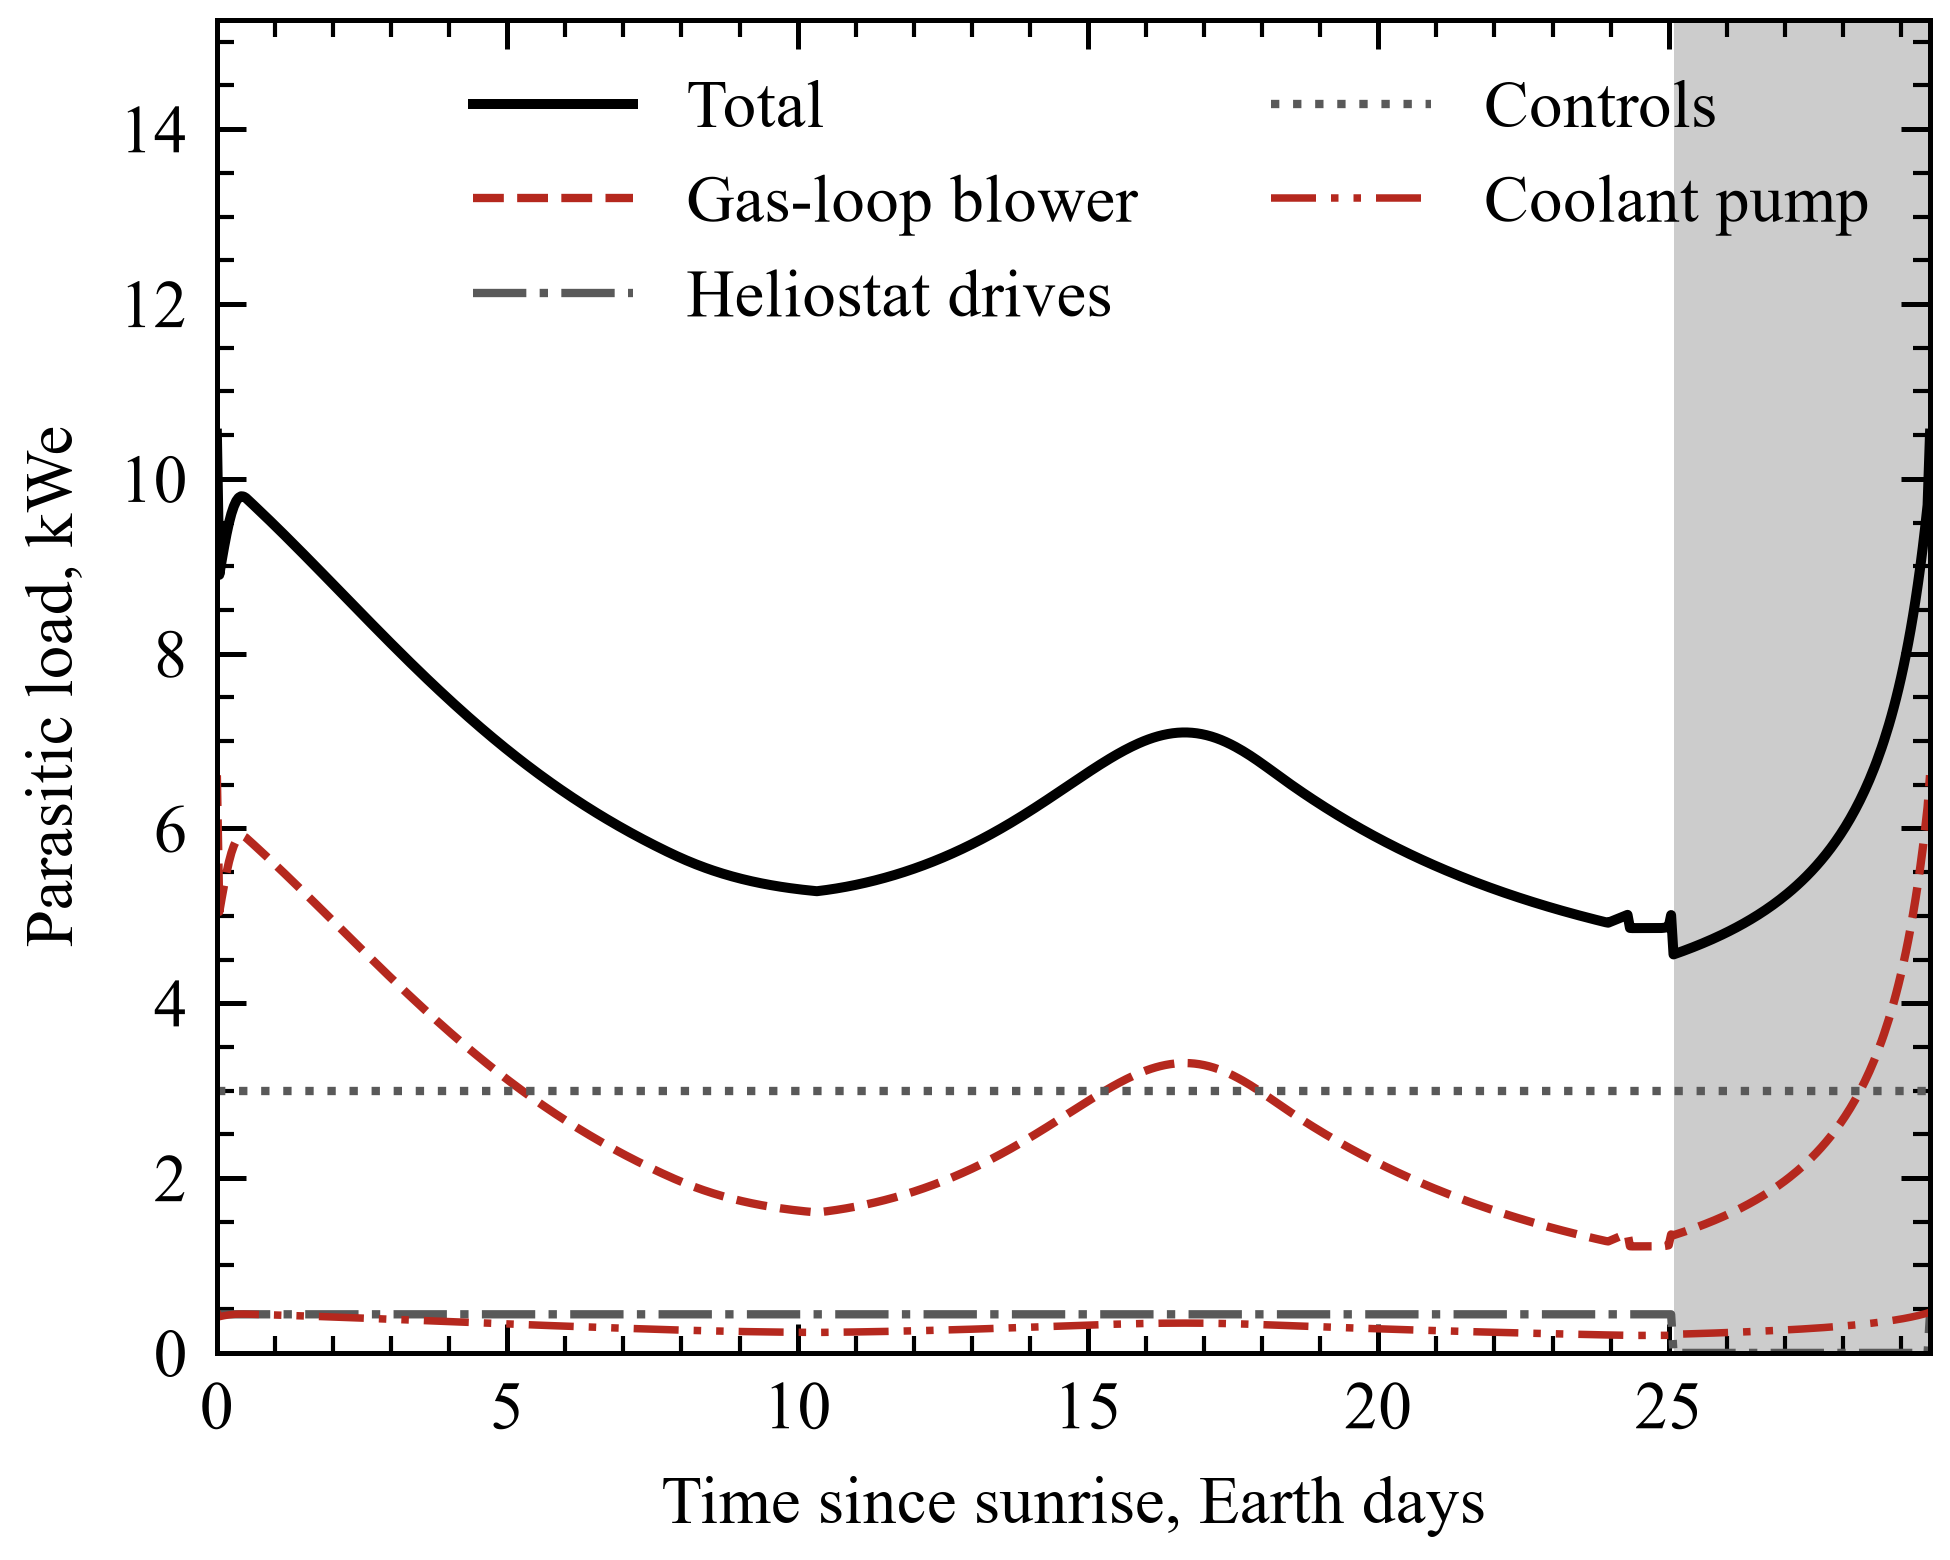 Parasitic load, kWe
14
12
10
8
6
4
2
0
Total
Gas-loop blower
Heliostat drives
Controls
Coolant pump
0 5 10 15 20 25
Time since sunrise, Earth days